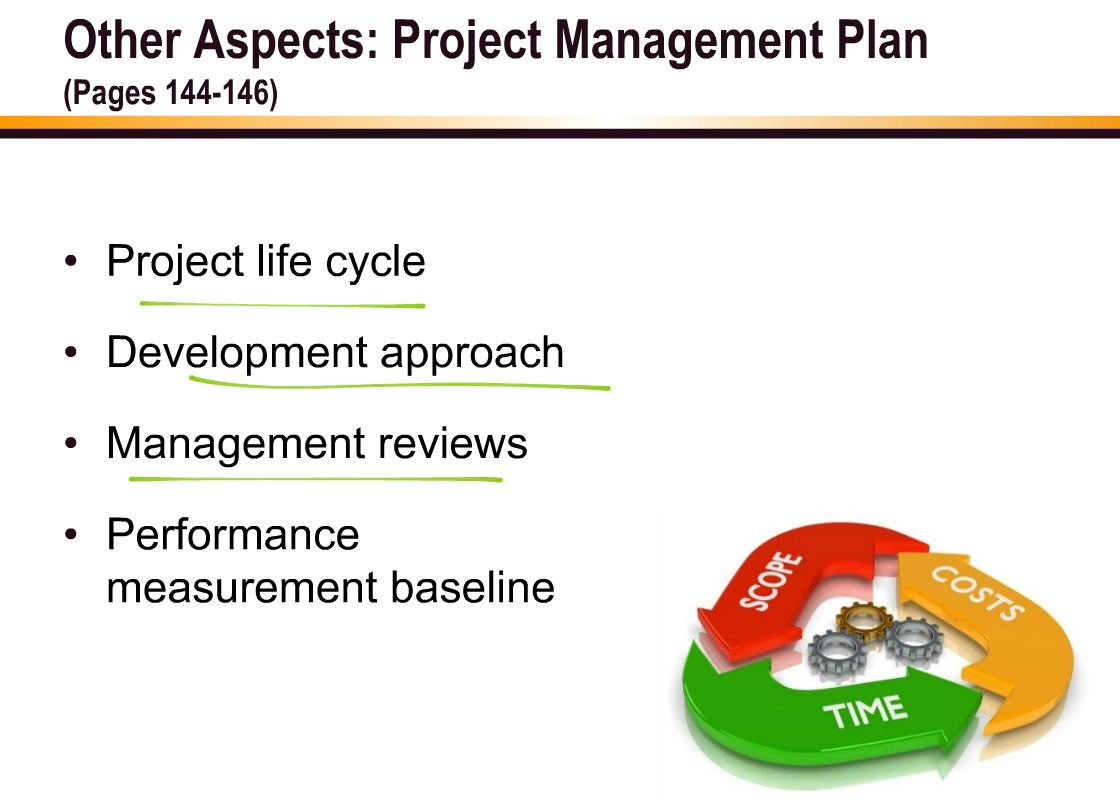 Other Aspects: Project Management Plan
(Pages 144-146)
• Project life cycle
• Development approach
• Management reviews
• Performance
measurement baseline
SCOPE
COSTS
TIME